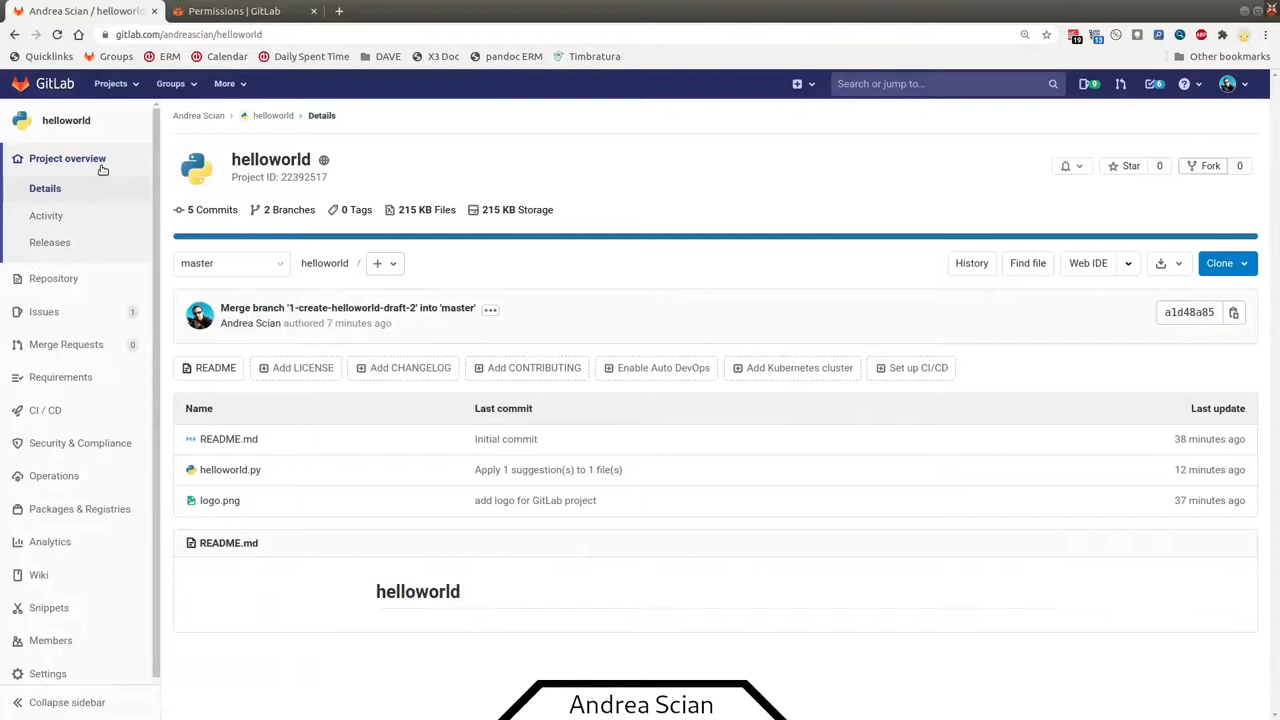 Andrea Scian / helloworld
Permissions | GitLab
gitlab.com/andreascian/helloworld
19
13
ABP
Quicklinks
Groups
ERM
Calendar
Daily Spent Time
DAVE
X3 Doc
pandoc ERM
Timbratura
Other bookmarks
GitLab
Projects
Groups
More
Search or jump to...
9
6
helloworld
Project overview
Details
Activity
Releases
Repository
Issues
1
Merge Requests
0
Requirements
CI / CD
Security & Compliance
Operations
Packages & Registries
Analytics
Wiki
Snippets
Members
Settings
Collapse sidebar
Andrea Scian > helloworld > Details
helloworld
Project ID: 22392517
Star 0
Fork 0
5 Commits
2 Branches
0 Tags
215 KB Files
215 KB Storage
master
helloworld /
History
Find file
Web IDE
Clone
Merge branch '1-create-helloworld-draft-2' into 'master'
Andrea Scian authored 7 minutes ago
a1d48a85
README
Add LICENSE
Add CHANGELOG
Add CONTRIBUTING
Enable Auto DevOps
Add Kubernetes cluster
Set up CI/CD
Name Last commit Last update
README.md Initial commit 38 minutes ago
helloworld.py Apply 1 suggestion(s) to 1 file(s) 12 minutes ago
logo.png add logo for GitLab project 37 minutes ago
README.md
helloworld
Andrea Scian